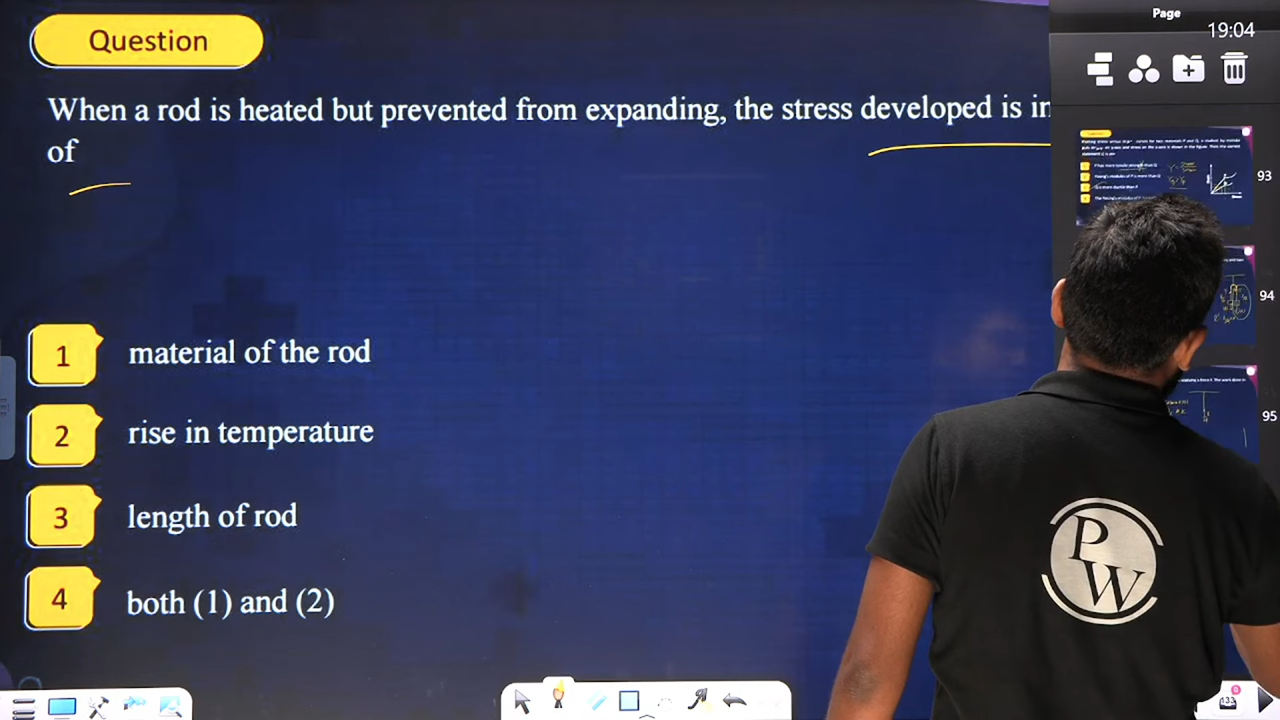 Question
When a rod is heated but prevented from expanding, the stress developed is in
of
1 material of the rod
2 rise in temperature
3 length of rod
4 both (1) and (2)
Page
19:04
93
94
95
P
W
133